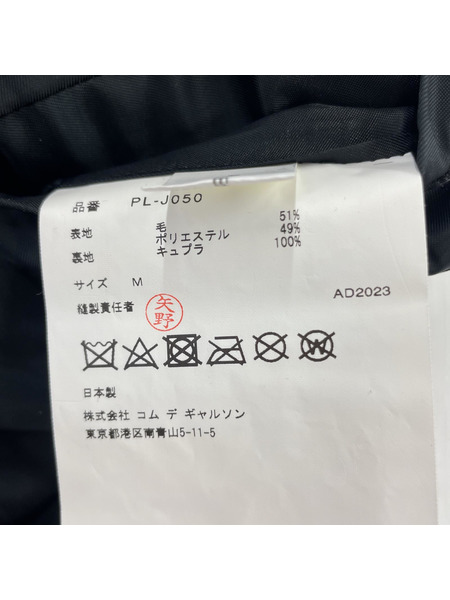 品番 PL-J050
表地 毛 51%
ポリエステル 49%
裏地 キュプラ 100%
サイズ M
AD2023
縫製責任者 矢野
W
日本製
株式会社 コム デ ギャルソン
東京都港区南青山5-11-5